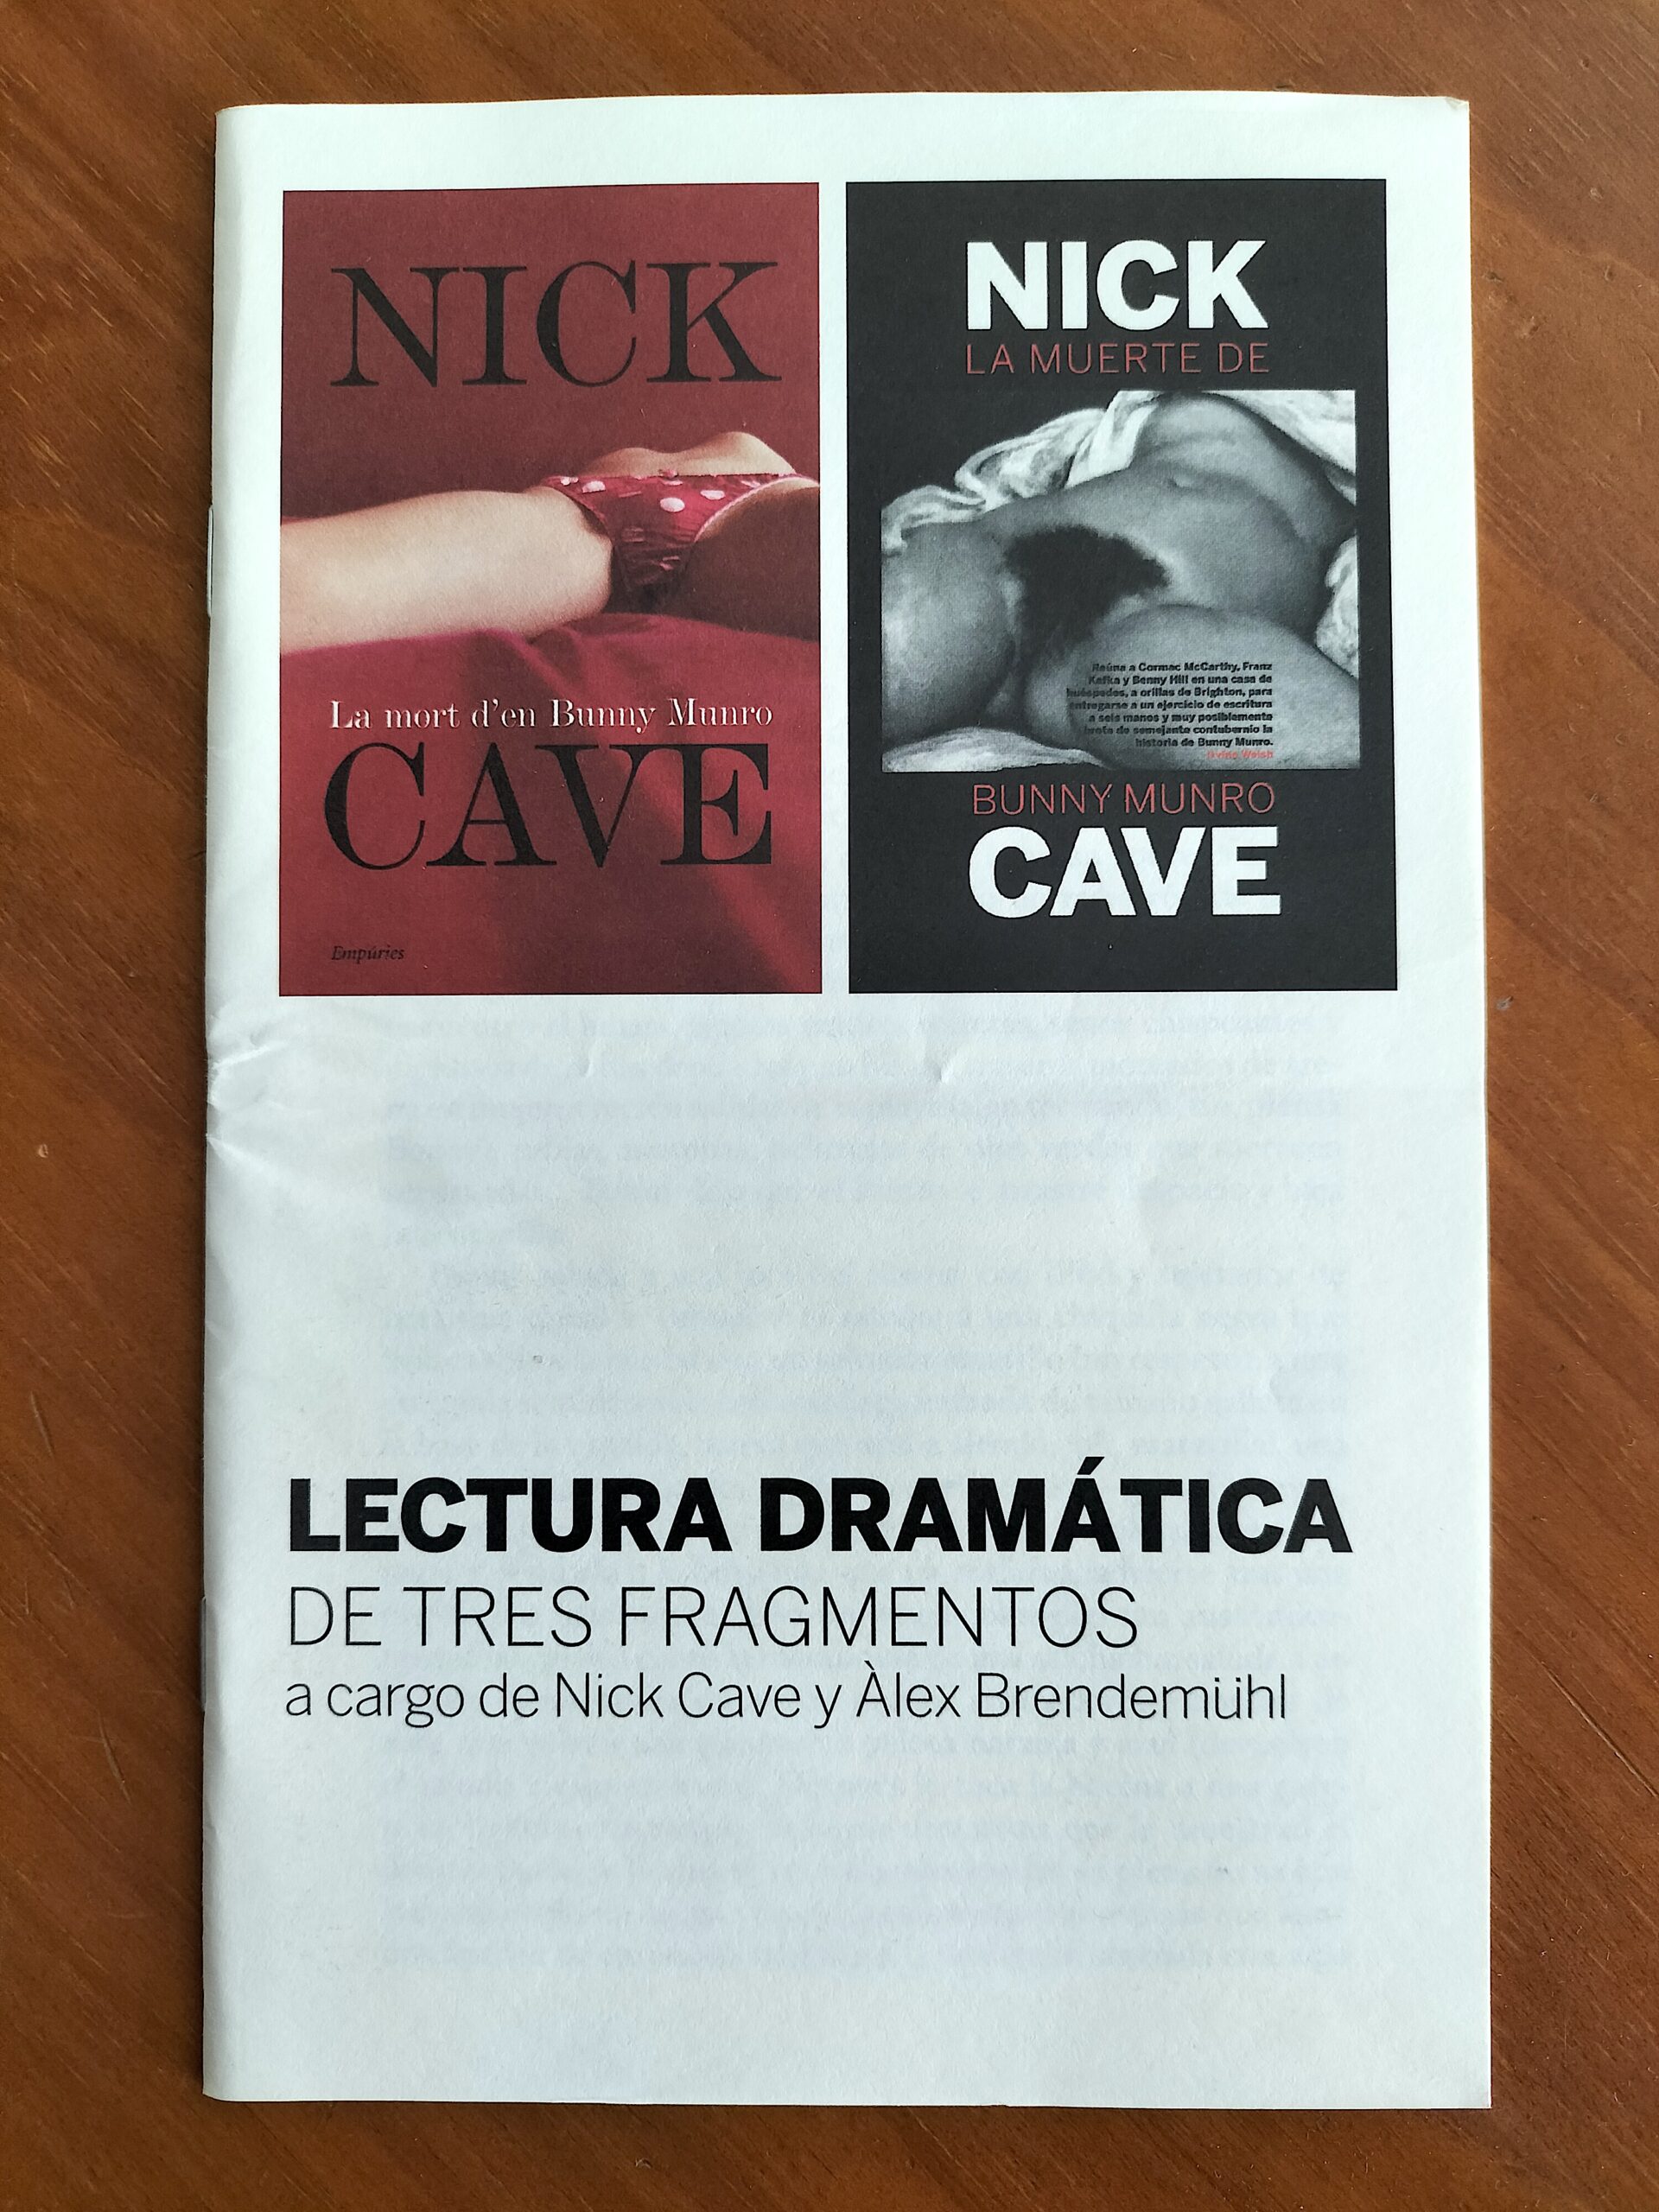 NICK
La mort d'en Bunny Munro
CAVE
Empúries
NICK
LA MUERTE DE
Reúna a Cormac McCarthy, Franz
Kafka y Benny Hill en una casa de
huéspedes, a orillas de Brighton, para
entregarse a un ejercicio de escritura
a seis manos y muy posiblemente
brote de semejante contubernio la
historia de Bunny Munro.
Irvine Welsh
BUNNY MUNRO
CAVE
LECTURA DRAMÁTICA
DE TRES FRAGMENTOS
a cargo de Nick Cave y Àlex Brendemühl